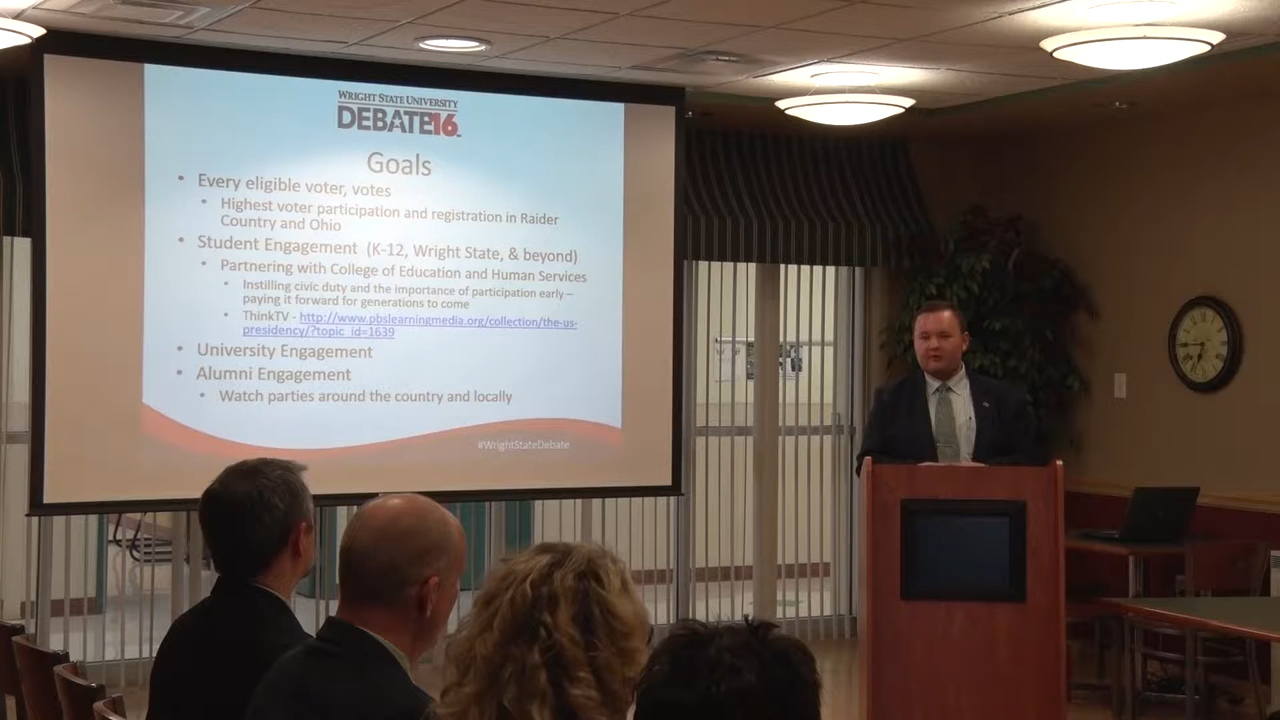 WRIGHT STATE UNIVERSITY
DEBATE16
Goals
• Every eligible voter, votes
• Highest voter participation and registration in Raider
Country and Ohio
• Student Engagement (K-12, Wright State, & beyond)
• Partnering with College of Education and Human Services
• Instilling civic duty and the importance of participation early –
paying it forward for generations to come
• ThinkTV - http://www.pbslearningmedia.org/collection/the-us-
presidency/?topic_id=1639
• University Engagement
• Alumni Engagement
• Watch parties around the country and locally
#WrightStateDebate